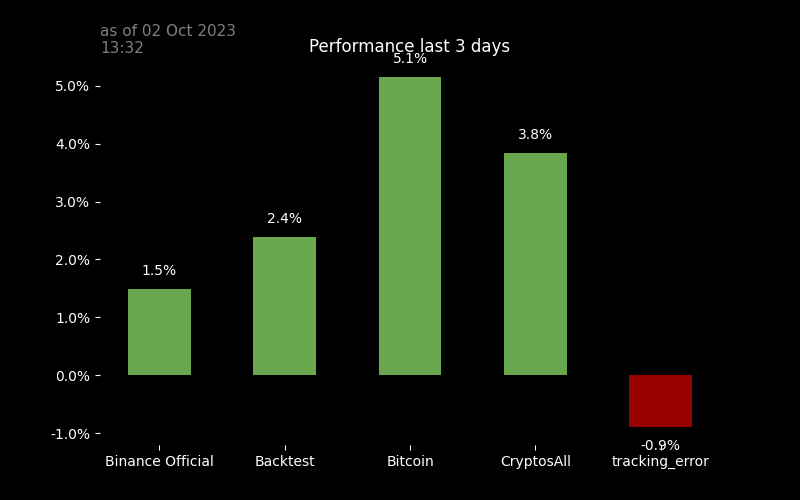 as of 02 Oct 2023
13:32
Performance last 3 days
5.1%
5.0%
4.0%
3.8%
3.0%
2.4%
2.0%
1.5%
1.0%
0.0%
-1.0%
-0.9%
Binance Official
Backtest
Bitcoin
CryptosAll
tracking_error